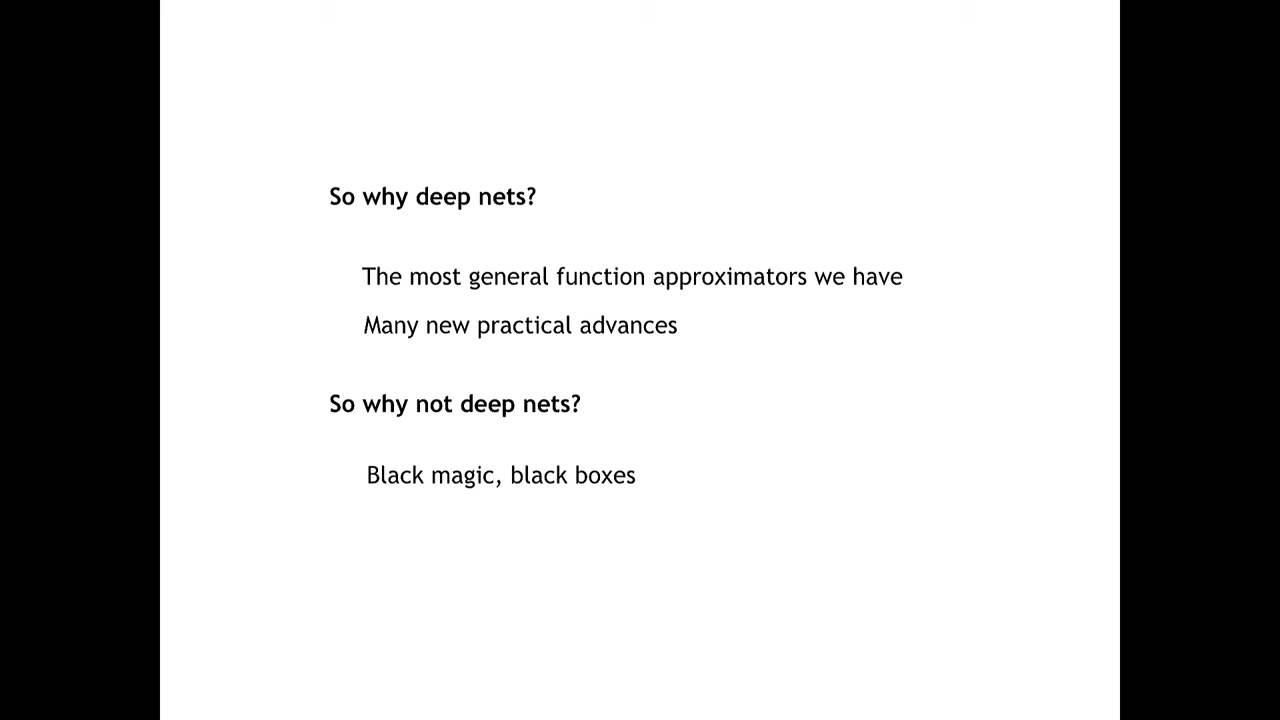 So why deep nets?
The most general function approximators we have
Many new practical advances
So why not deep nets?
Black magic, black boxes